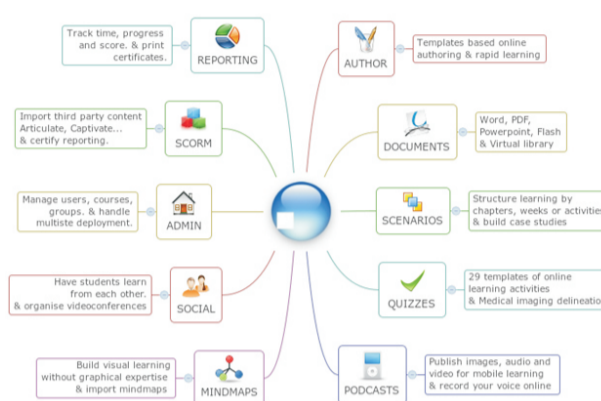 Track time, progress
and score. & print
certificates.
REPORTING
AUTHOR
Templates based online
authoring & rapid learning
Import third party content
Articulate, Captivate...
& certify reporting.
SCORM
DOCUMENTS
Word, PDF,
Powerpoint, Flash
& Virtual library
Manage users, courses,
groups. & handle
multiste deployment.
ADMIN
SCENARIOS
Structure learning by
chapters, weeks or activities
& build case studies
Have students learn
from each other.
& organise videoconferences
SOCIAL
QUIZZES
29 templates of online
learning activities
& Medical imaging delineatio
Build visual learning
without graphical expertise
& import mindmaps
MINDMAPS
PODCASTS
Publish images, audio and
video for mobile learning
& record your voice online